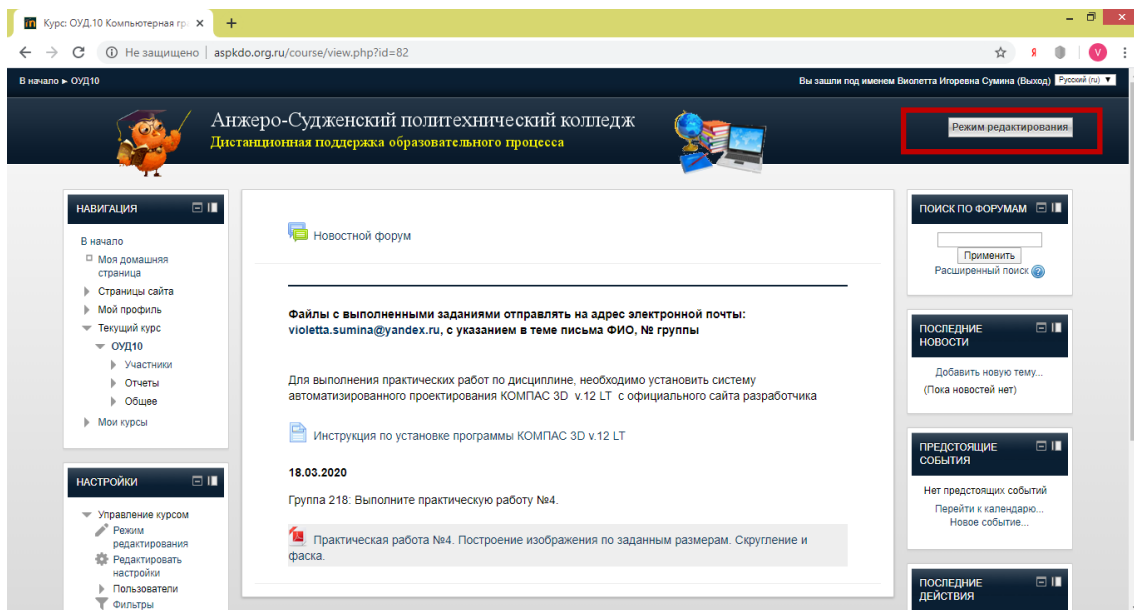 Курс: ОУД.10 Компьютерная гр
Не защищено | aspkdo.org.ru/course/view.php?id=82
Я
V
В начало ► ОУД10
Вы зашли под именем Виолетта Игоревна Сумина (Выход)
Русский (ru)
Анжеро-Судженский политехнический колледж
Дистанционная поддержка образовательного процесса
Режим редактирования
НАВИГАЦИЯ
В начало
Моя домашняя
страница
Страницы сайта
Мой профиль
Текущий курс
ОУД10
Участники
Отчеты
Общее
Мои курсы
НАСТРОЙКИ
Управление курсом
Режим
редактирования
Редактировать
настройки
Пользователи
Фильтры
Новостной форум
Файлы с выполненными заданиями отправлять на адрес электронной почты:
violetta.sumina@yandex.ru, с указанием в теме письма ФИО, № группы
Для выполнения практических работ по дисциплине, необходимо установить систему
автоматизированного проектирования КОМПАС 3D v.12 LT с официального сайта разработчика
Инструкция по установке программы КОМПАС 3D v.12 LT
18.03.2020
Группа 218: Выполните практическую работу №4.
Практическая работа №4. Построение изображения по заданным размерам. Скругление и
фаска.
ПОИСК ПО ФОРУМАМ
Применить
Расширенный поиск
ПОСЛЕДНИЕ
НОВОСТИ
Добавить новую тему...
(Пока новостей нет)
ПРЕДСТОЯЩИЕ
СОБЫТИЯ
Нет предстоящих событий
Перейти к календарю...
Новое событие...
ПОСЛЕДНИЕ
ДЕЙСТВИЯ